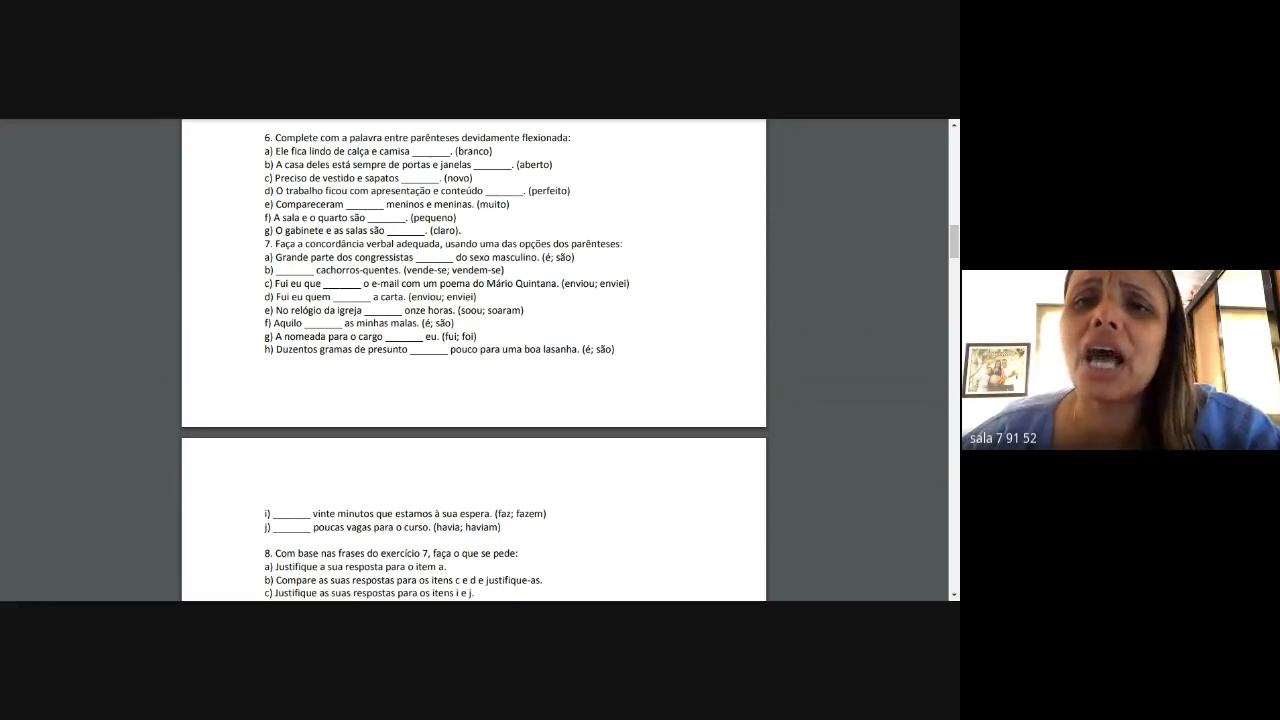 6. Complete com a palavra entre parênteses devidamente flexionada:
a) Ele fica lindo de calça e camisa _______. (branco)
b) A casa deles está sempre de portas e janelas _______. (aberto)
c) Preciso de vestido e sapatos _______. (novo)
d) O trabalho ficou com apresentação e conteúdo _______. (perfeito)
e) Compareceram _______ meninos e meninas. (muito)
f) A sala e o quarto são _______. (pequeno)
g) O gabinete e as salas são _______. (claro).
7. Faça a concordância verbal adequada, usando uma das opções dos parênteses:
a) Grande parte dos congressistas _______ do sexo masculino. (é; são)
b) _______ cachorros-quentes. (vende-se; vendem-se)
c) Fui eu que _______ o e-mail com um poema do Mário Quintana. (enviou; enviei)
d) Fui eu quem _______ a carta. (enviou; enviei)
e) No relógio da igreja _______ onze horas. (soou; soaram)
f) Aquilo _______ as minhas malas. (é; são)
g) A nomeada para o cargo _______ eu. (fui; foi)
h) Duzentos gramas de presunto _______ pouco para uma boa lasanha. (é; são)
i) _______ vinte minutos que estamos à sua espera. (faz; fazem)
j) _______ poucas vagas para o curso. (havia; haviam)
8. Com base nas frases do exercício 7, faça o que se pede:
a) Justifique a sua resposta para o item a.
b) Compare as suas respostas para os itens c e d e justifique-as.
c) Justifique as suas respostas para os itens i e j.
sala 7 91 52